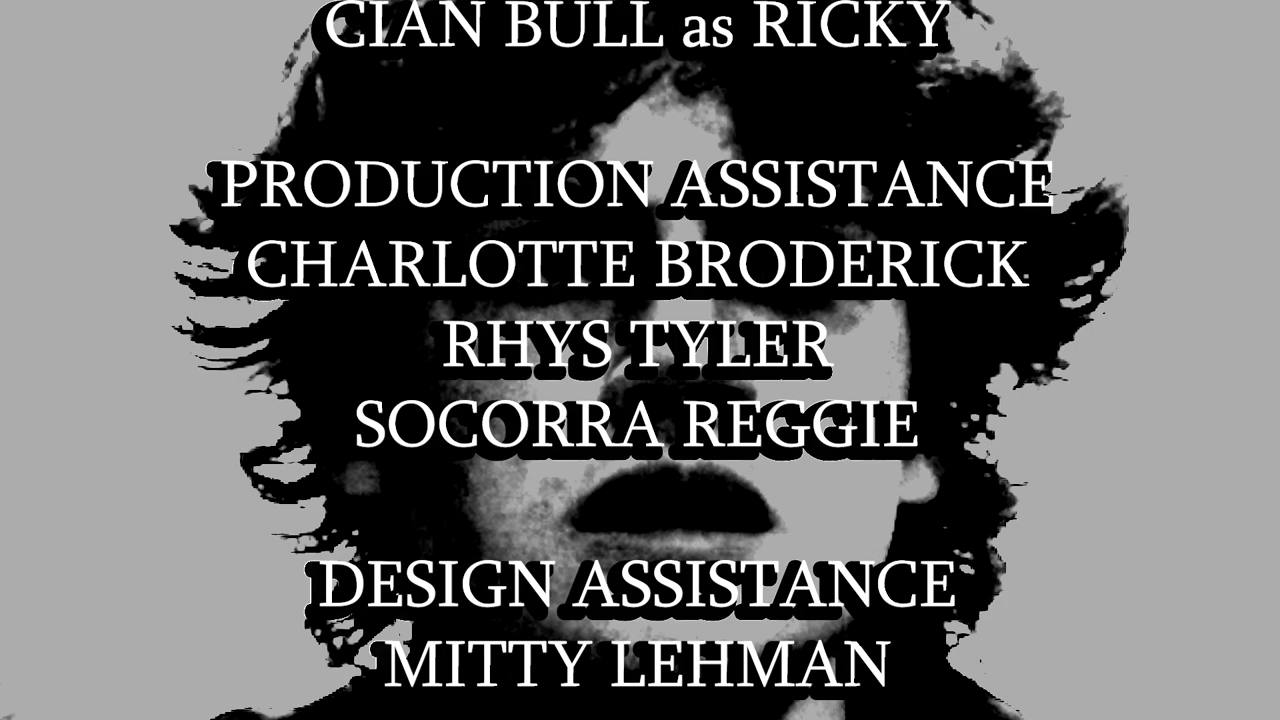 CIAN BULL as RICKY
PRODUCTION ASSISTANCE
CHARLOTTE BRODERICK
RHYS TYLER
SOCORRA REGGIE
DESIGN ASSISTANCE
MITTY LEHMAN